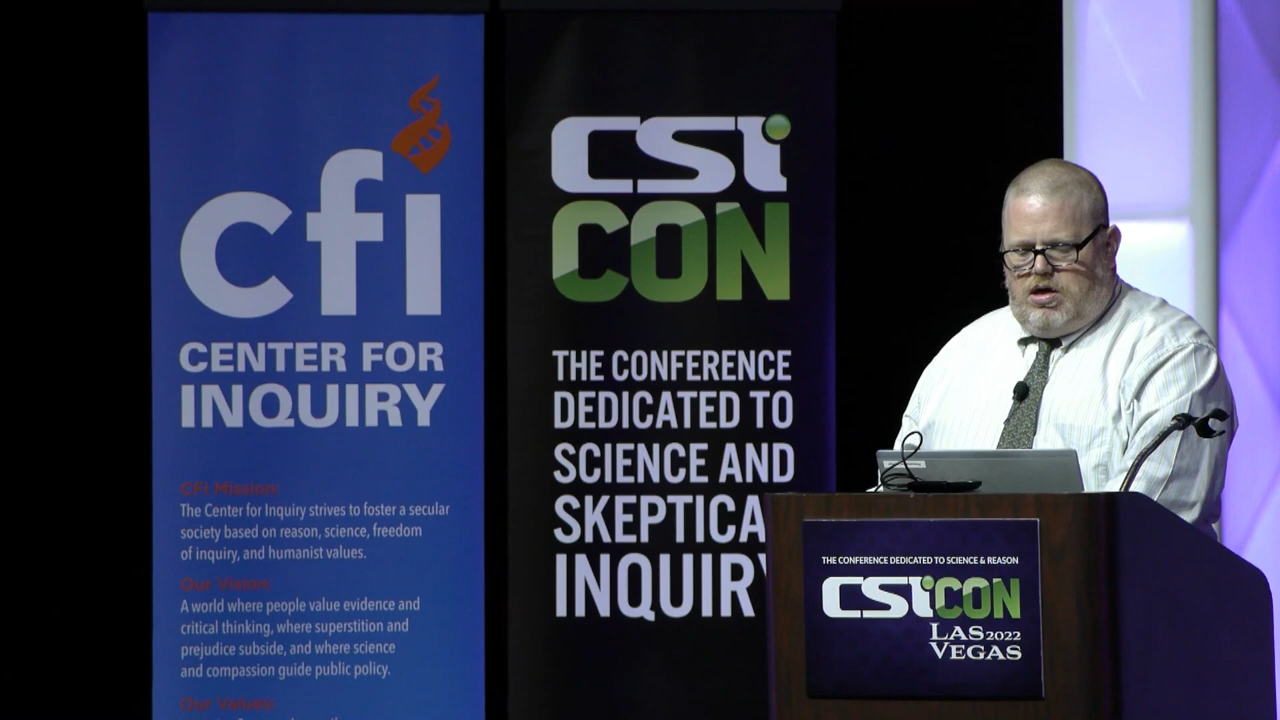 cfi
CENTER FOR
INQUIRY
CFI Mission:
The Center for Inquiry strives to foster a secular
society based on reason, science, freedom
of inquiry, and humanist values.
Our Vision:
A world where people value evidence and
critical thinking, where superstition and
prejudice subside, and where science
and compassion guide public policy.
Our Values:
CSi
CON
THE CONFERENCE
DEDICATED TO
SCIENCE AND
SKEPTICA
INQUIRY
THE CONFERENCE DEDICATED TO SCIENCE & REASON
CSiCON
LAS 2022
VEGAS